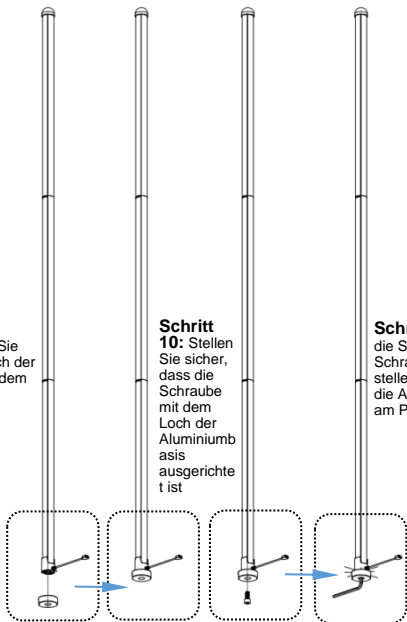 Sie
ch der
dem
Schritt
10: Stellen
Sie sicher,
dass die
Schraube
mit dem
Loch der
Aluminiumb
asis
ausgerichte
t ist
Schr
die S
Schra
stelle
die A
am P